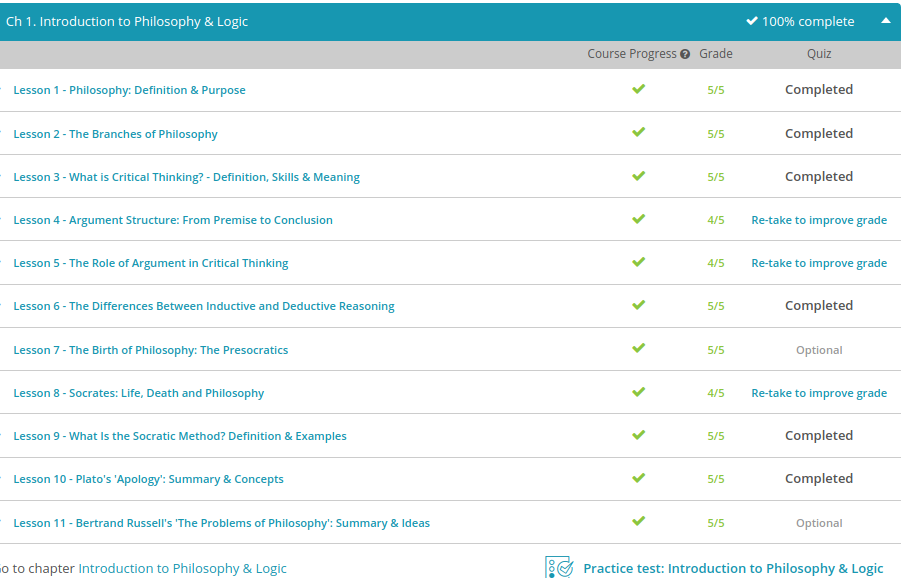 Ch 1. Introduction to Philosophy & Logic 100% complete
Course Progress Grade Quiz
Lesson 1 - Philosophy: Definition & Purpose 5/5 Completed
Lesson 2 - The Branches of Philosophy 5/5 Completed
Lesson 3 - What is Critical Thinking? - Definition, Skills & Meaning 5/5 Completed
Lesson 4 - Argument Structure: From Premise to Conclusion 4/5 Re-take to improve grade
Lesson 5 - The Role of Argument in Critical Thinking 4/5 Re-take to improve grade
Lesson 6 - The Differences Between Inductive and Deductive Reasoning 5/5 Completed
Lesson 7 - The Birth of Philosophy: The Presocratics 5/5 Optional
Lesson 8 - Socrates: Life, Death and Philosophy 4/5 Re-take to improve grade
Lesson 9 - What Is the Socratic Method? Definition & Examples 5/5 Completed
Lesson 10 - Plato's 'Apology': Summary & Concepts 5/5 Completed
Lesson 11 - Bertrand Russell's 'The Problems of Philosophy': Summary & Ideas 5/5 Optional
to chapter Introduction to Philosophy & Logic Practice test: Introduction to Philosophy & Logic